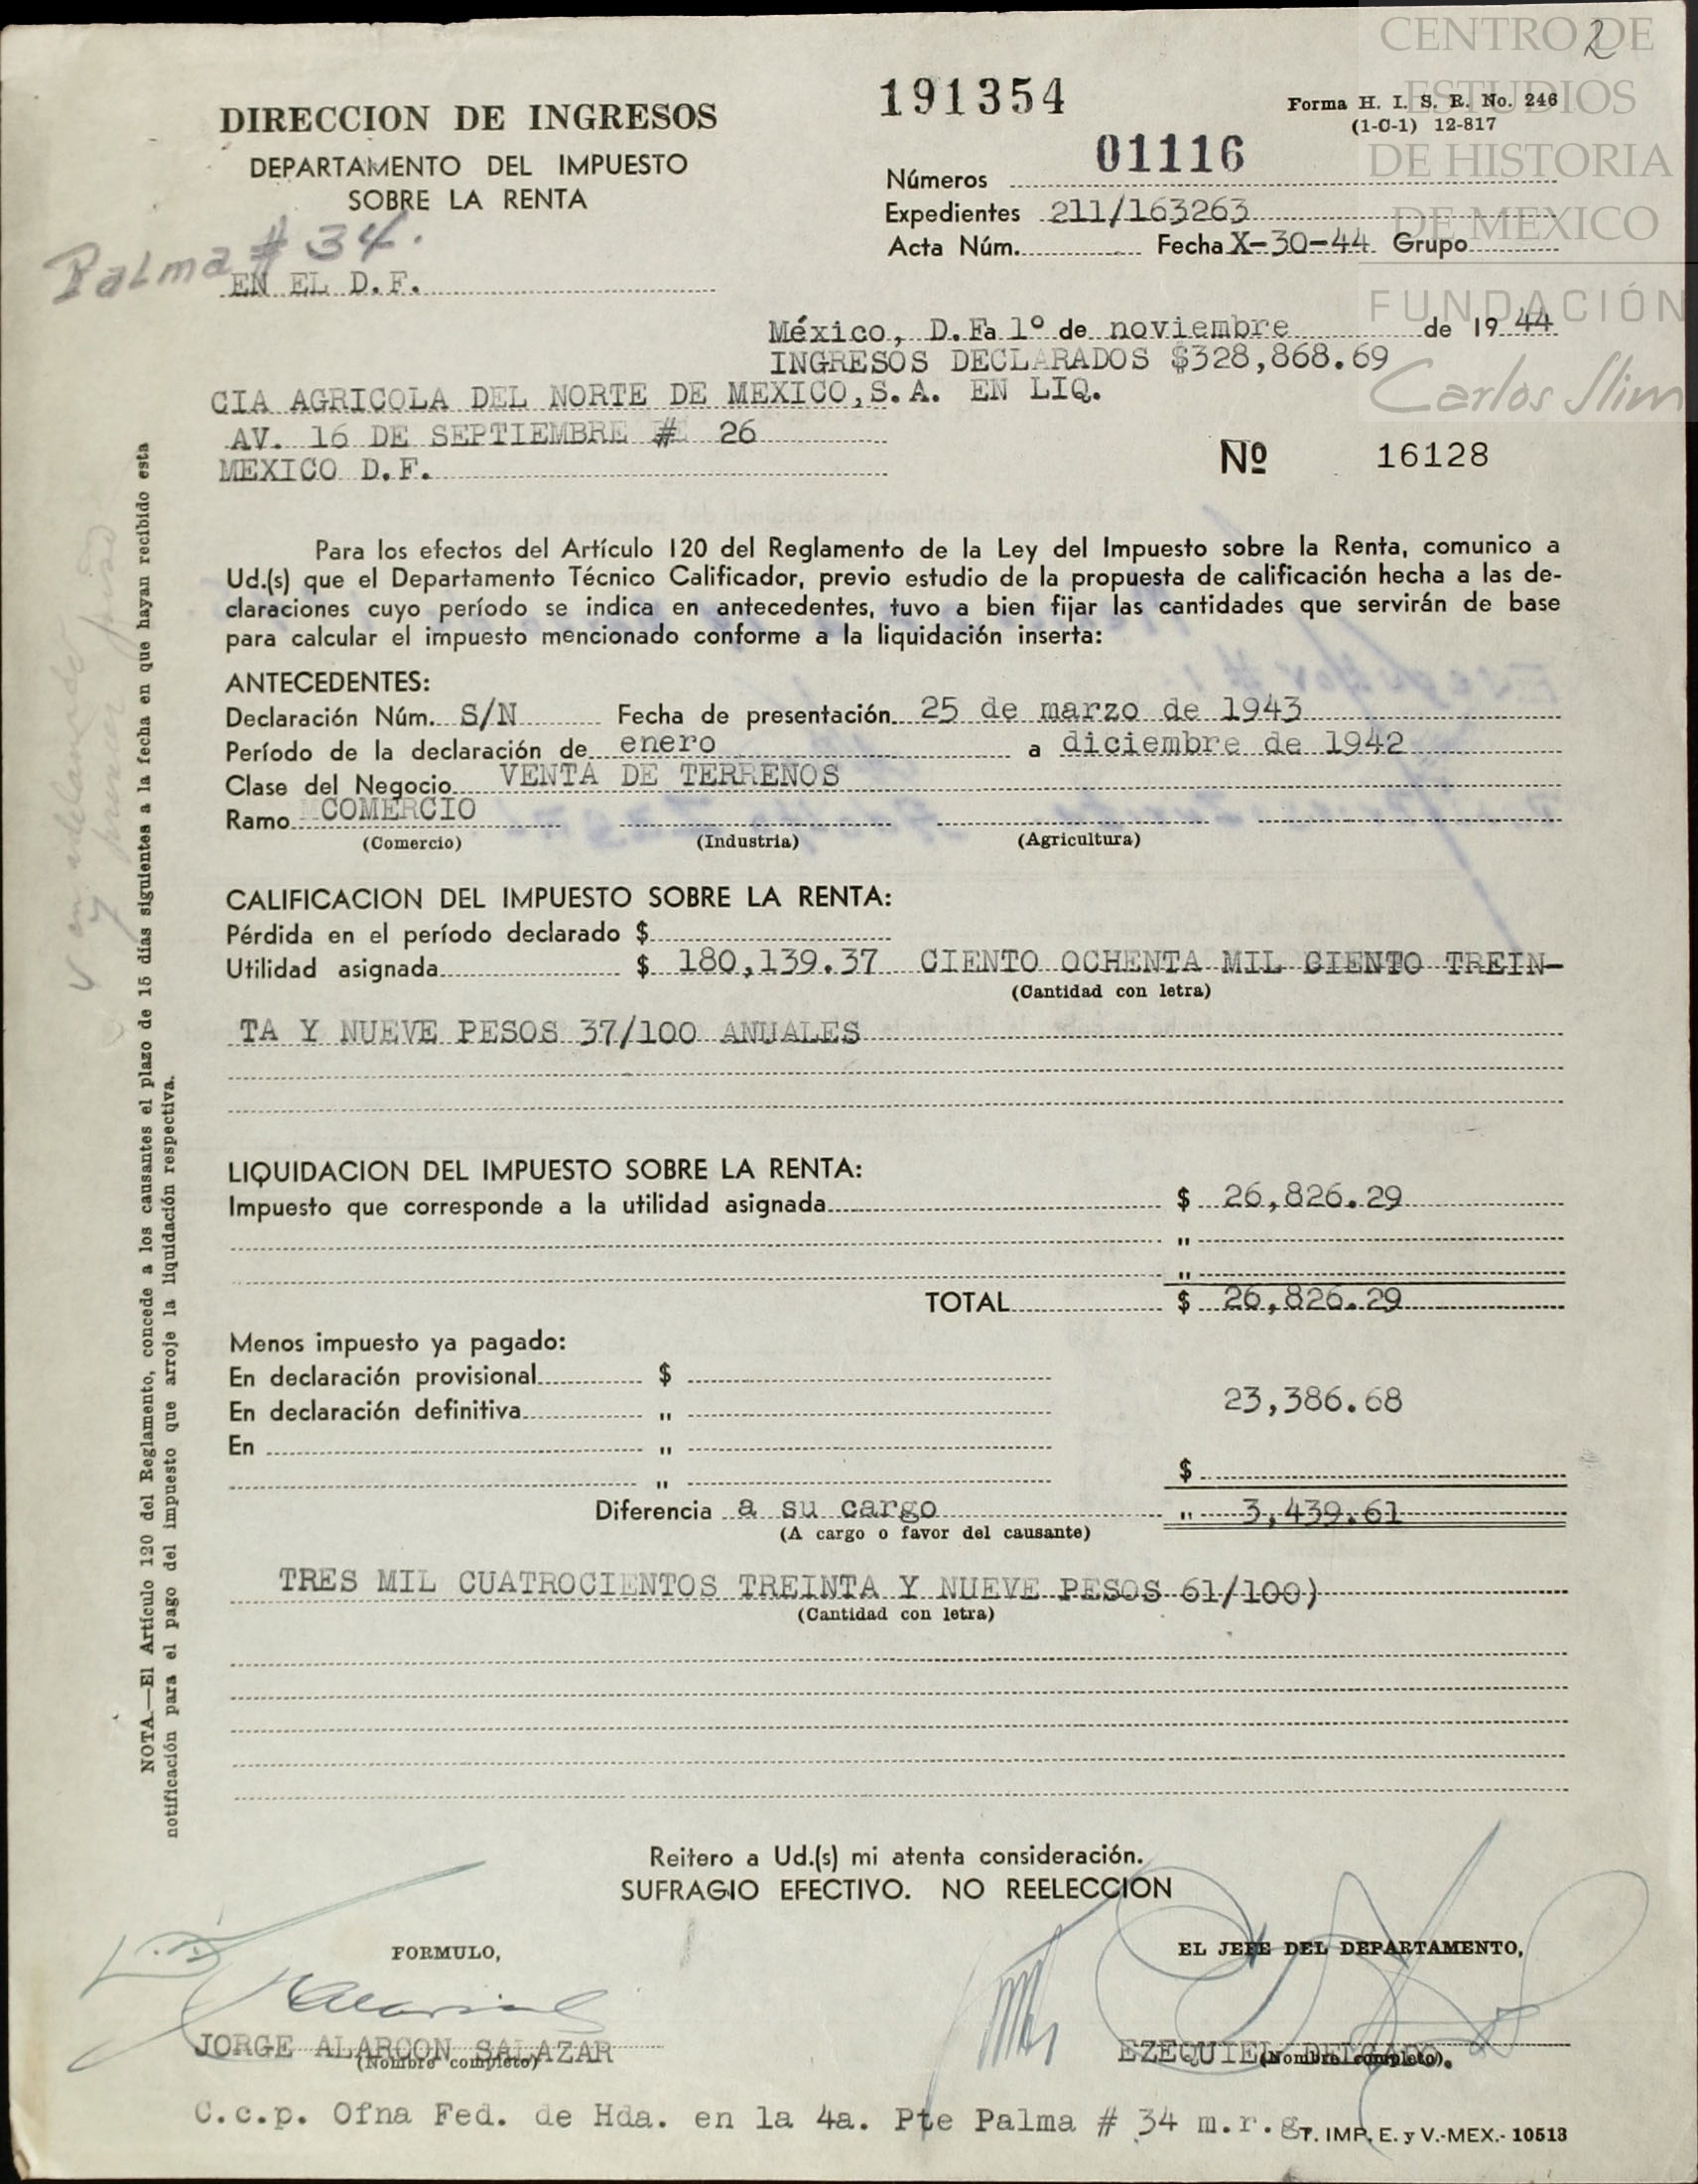 CENTRO DE
ESTUDIOS
DE HISTORIA
DE MEXICO
FUNDACIÓN
Carlos Slim
2
191354
Forma H. I. S. R. No. 246
(1-C-1) 12-817
DIRECCION DE INGRESOS
DEPARTAMENTO DEL IMPUESTO
SOBRE LA RENTA
Números 01116
Expedientes 211/163263
Acta Núm. Fecha X-30-44 Grupo
Palma # 34.
EN EL D.F.
México, D.F a 1º de noviembre de 19 44
INGRESOS DECLARADOS $328,868.69
CIA AGRICOLA DEL NORTE DE MEXICO,S.A. EN LIQ.
AV. 16 DE SEPTIEMBRE # 26
MEXICO D.F.
Nº 16128
Para los efectos del Artículo 120 del Reglamento de la Ley del Impuesto sobre la Renta, comunico a
Ud.(s) que el Departamento Técnico Calificador, previo estudio de la propuesta de calificación hecha a las de-
claraciones cuyo período se indica en antecedentes, tuvo a bien fijar las cantidades que servirán de base
para calcular el impuesto mencionado conforme a la liquidación inserta:
ANTECEDENTES:
Declaración Núm. S/N Fecha de presentación 25 de marzo de 1943
Período de la declaración de enero a diciembre de 1942
Clase del Negocio VENTA DE TERRENOS
Ramo COMERCIO
(Comercio) (Industria) (Agricultura)
CALIFICACION DEL IMPUESTO SOBRE LA RENTA:
Pérdida en el período declarado $
Utilidad asignada $ 180,139.37 CIENTO OCHENTA MIL CIENTO TREIN-
(Cantidad con letra)
TA Y NUEVE PESOS 37/100 ANUALES
LIQUIDACION DEL IMPUESTO SOBRE LA RENTA:
Impuesto que corresponde a la utilidad asignada $ 26,826.29
"
"
TOTAL $ 26,826.29
Menos impuesto ya pagado:
En declaración provisional $
En declaración definitiva " 23,386.68
En "
" $
Diferencia a su cargo " 3,439.61
(A cargo o favor del causante)
TRES MIL CUATROCIENTOS TREINTA Y NUEVE PESOS 61/100)
(Cantidad con letra)
Reitero a Ud.(s) mi atenta consideración.
SUFRAGIO EFECTIVO. NO REELECCION
FORMULO,
EL JEFE DEL DEPARTAMENTO,
JORGE ALARCON SALAZAR
(Nombre completo)
EZEQUIEL DELGADO.
(Nombre completo)
C.c.p. Ofna Fed. de Hda. en la 4a. Pte Palma # 34 m.r.g.
T. IMP. E. y V.-MEX.- 10513
NOTA.—El Artículo 120 del Reglamento, concede a los causantes el plazo de 15 días siguientes a la fecha en que hayan recibido esta
notificación para el pago del impuesto que arroje la liquidación respectiva.